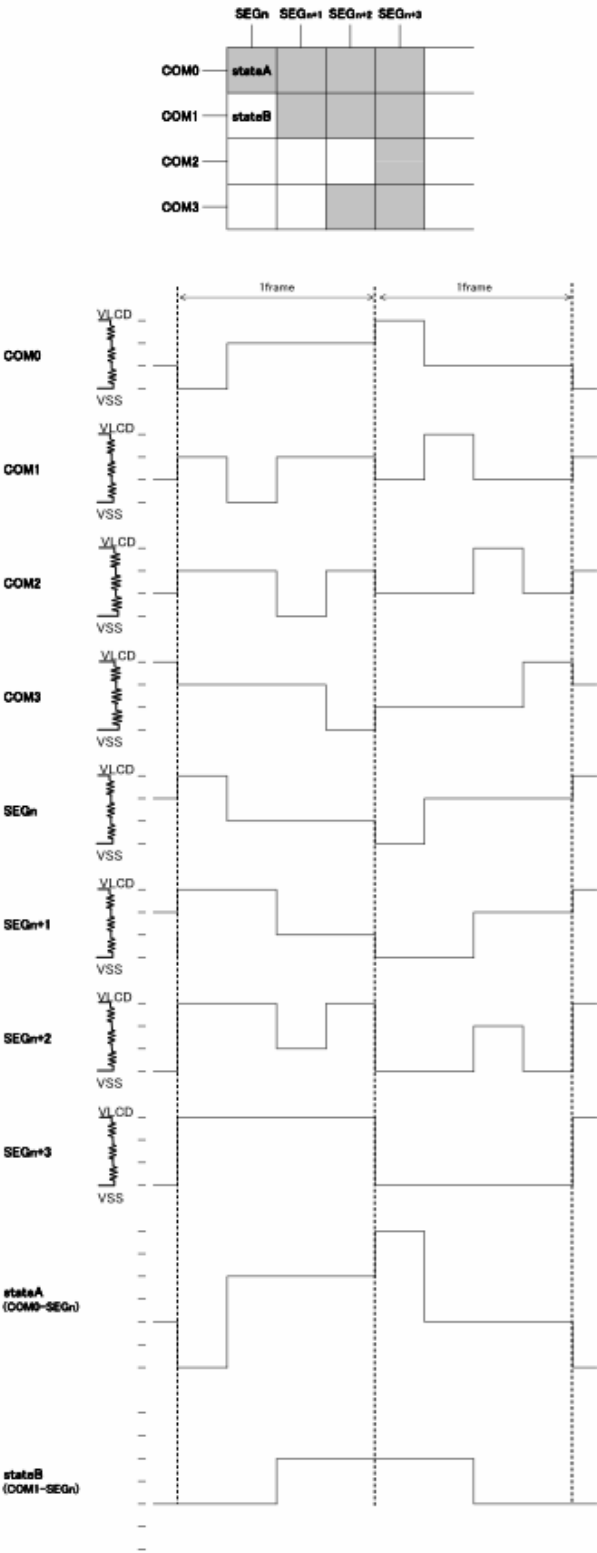 SEGn SEGn+1 SEGn+2 SEGn+3
COM0 stateA
COM1 stateB
COM2
COM3
1frame 1frame
VLCD
COM0
VSS
VLCD
COM1
VSS
VLCD
COM2
VSS
VLCD
COM3
VSS
VLCD
SEGn
VSS
VLCD
SEGn+1
VSS
VLCD
SEGn+2
VSS
VLCD
SEGn+3
VSS
stateA
(COM0-SEGn)
stateB
(COM1-SEGn)